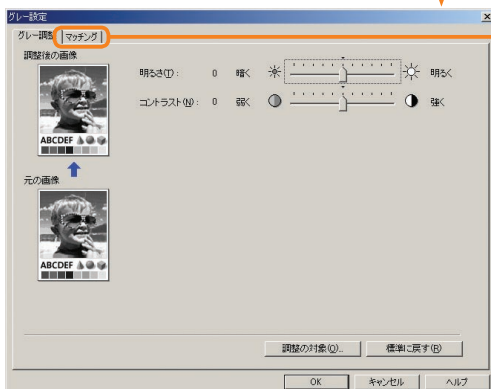 グレー設定
グレー調整 マッチング
調整後の画像
明るさ(T): 0 暗く 明るく
コントラスト(N): 0 弱く 強く
ABCDEF
元の画像
ABCDEF
調整の対象(Q)... 標準に戻す(R)
OK キャンセル ヘルプ